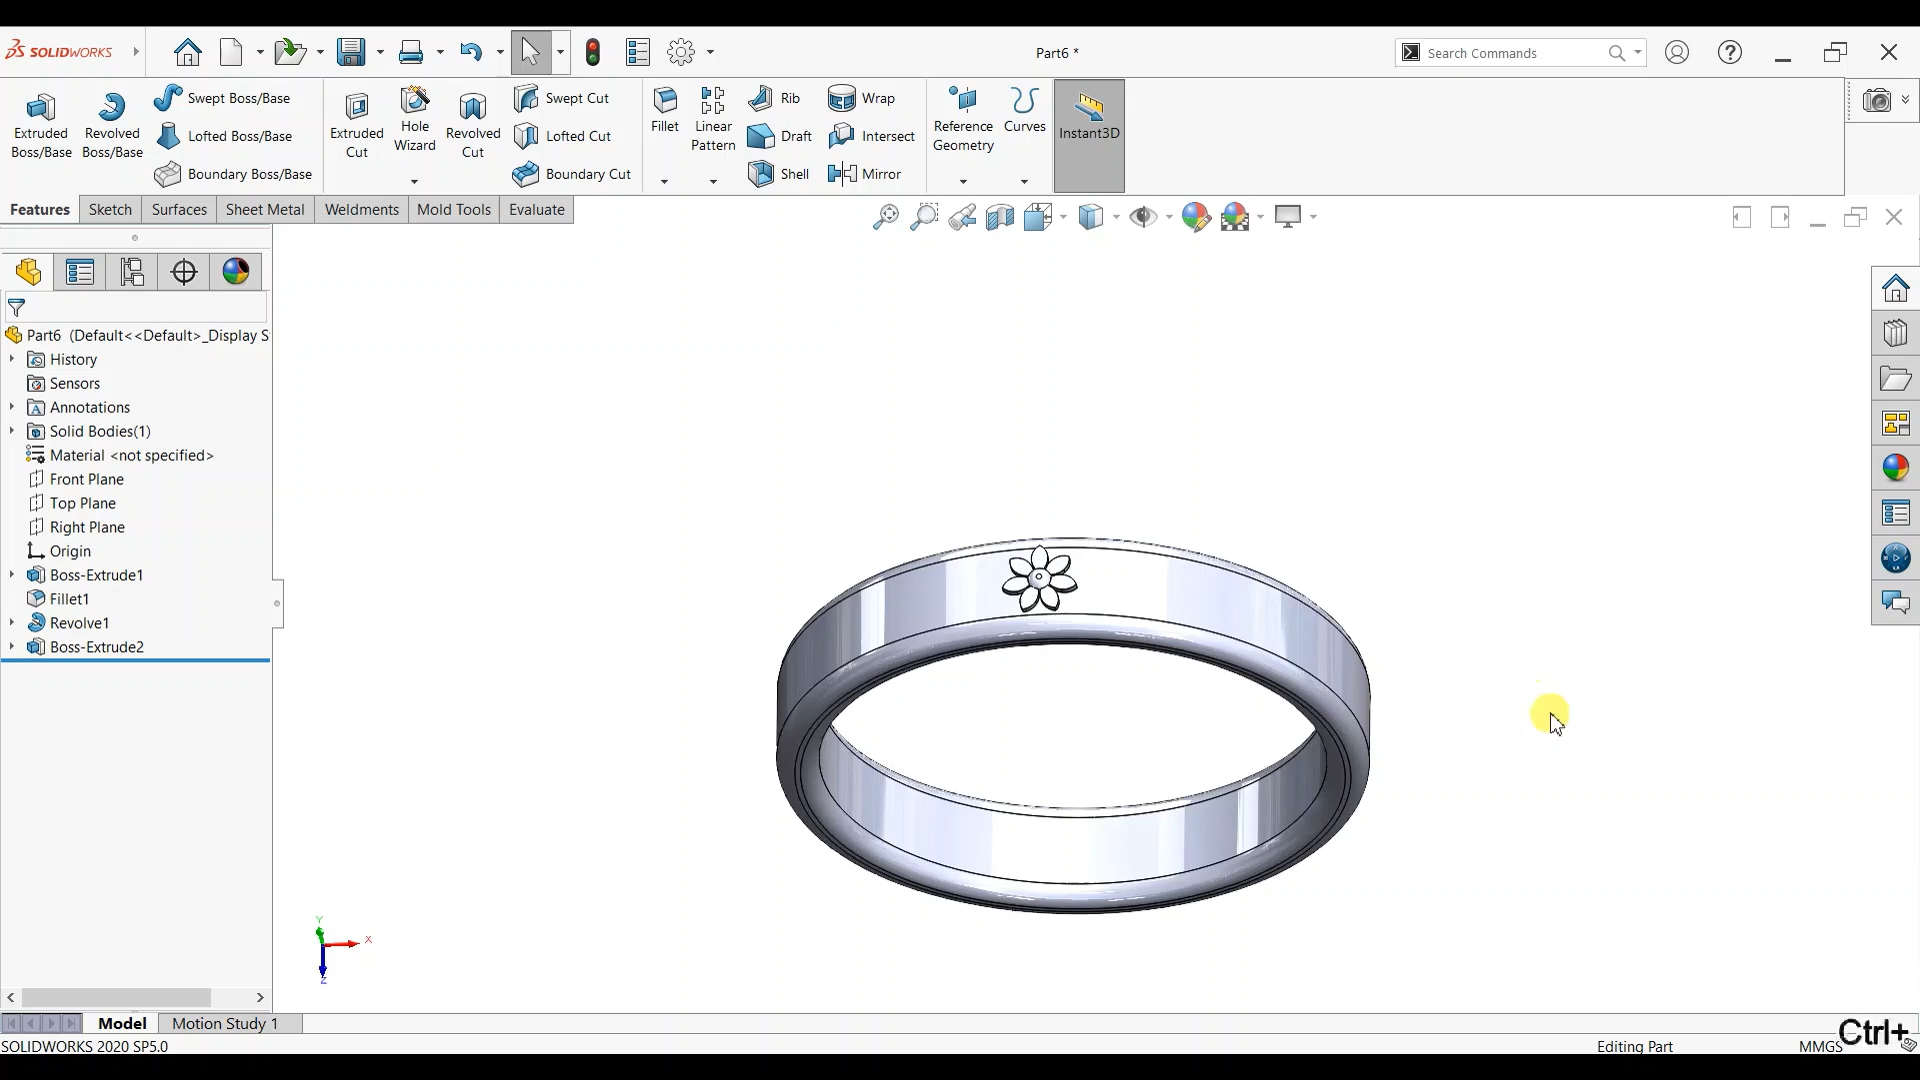 SOLIDWORKS
Part6 *
Search Commands
Extruded Boss/Base
Revolved Boss/Base
Swept Boss/Base
Lofted Boss/Base
Boundary Boss/Base
Extruded Cut
Hole Wizard
Revolved Cut
Swept Cut
Lofted Cut
Boundary Cut
Fillet
Linear Pattern
Rib
Draft
Shell
Wrap
Intersect
Mirror
Reference Geometry
Curves
Instant3D
Features
Sketch
Surfaces
Sheet Metal
Weldments
Mold Tools
Evaluate
Part6 (Default<<Default>_Display S
History
Sensors
Annotations
Solid Bodies(1)
Material <not specified>
Front Plane
Top Plane
Right Plane
Origin
Boss-Extrude1
Fillet1
Revolve1
Boss-Extrude2
Y
X
Z
Model
Motion Study 1
SOLIDWORKS 2020 SP5.0
Editing Part
MMGS
Ctrl+